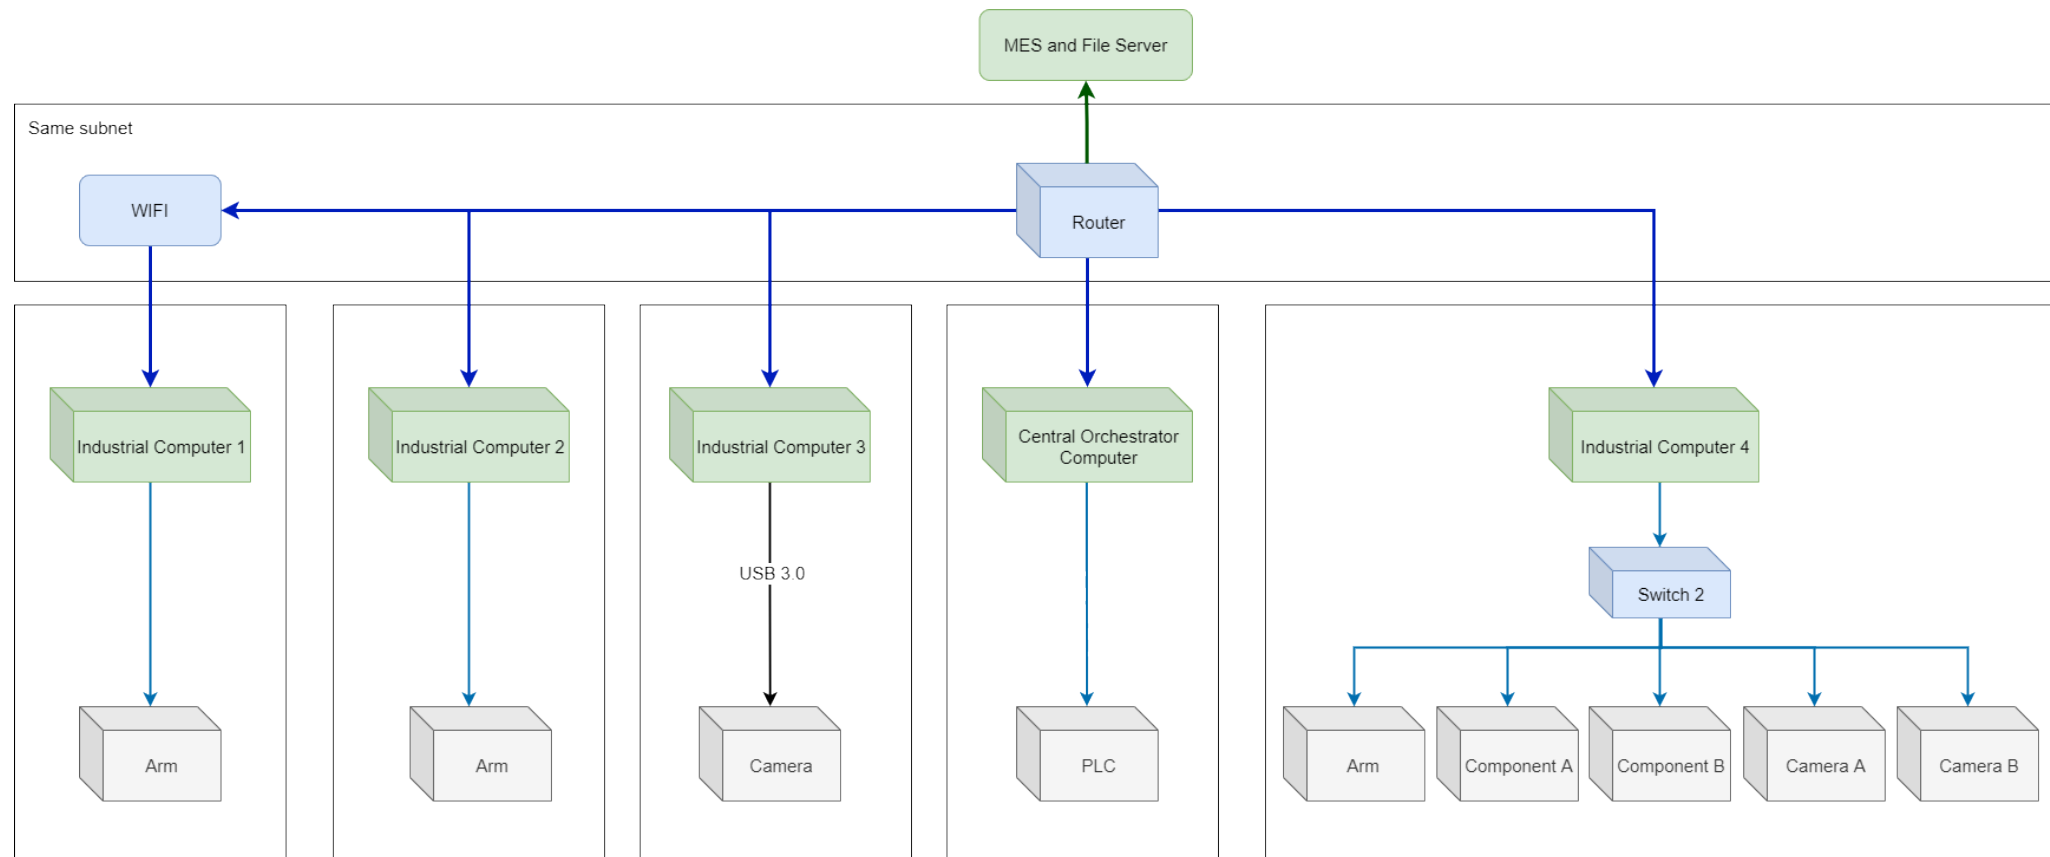 MES and File Server
Same subnet
WIFI
Router
Industrial Computer 1
Industrial Computer 2
Industrial Computer 3
Central Orchestrator
Computer
Industrial Computer 4
USB 3.0
Switch 2
Arm
Arm
Camera
PLC
Arm
Component A
Component B
Camera A
Camera B